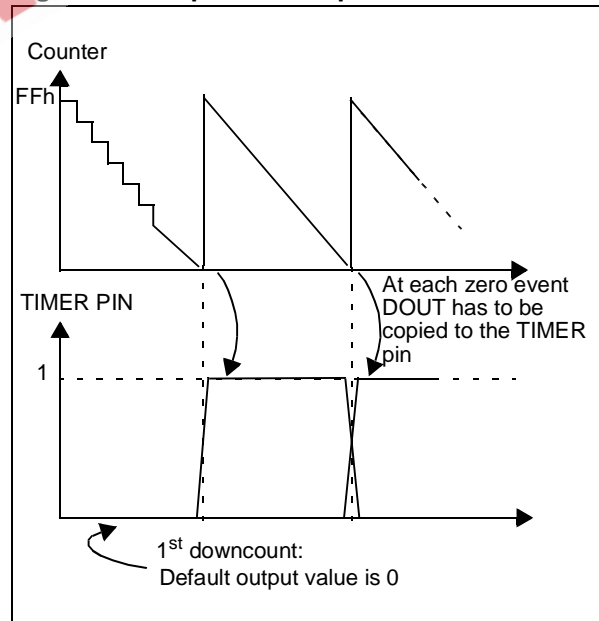 Counter
FFh
At each zero event
DOUT has to be
copied to the TIMER
pin
TIMER PIN
1
1st downcount:
Default output value is 0